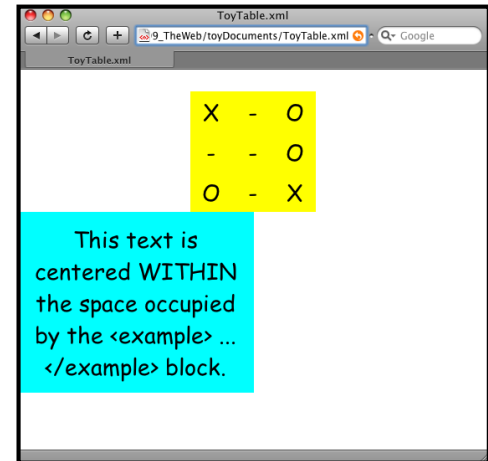 ToyTable.xml
9_TheWeb/toyDocuments/ToyTable.xml Google
ToyTable.xml
X - O
- - O
O - X
This text is
centered WITHIN
the space occupied
by the <example> ...
</example> block.